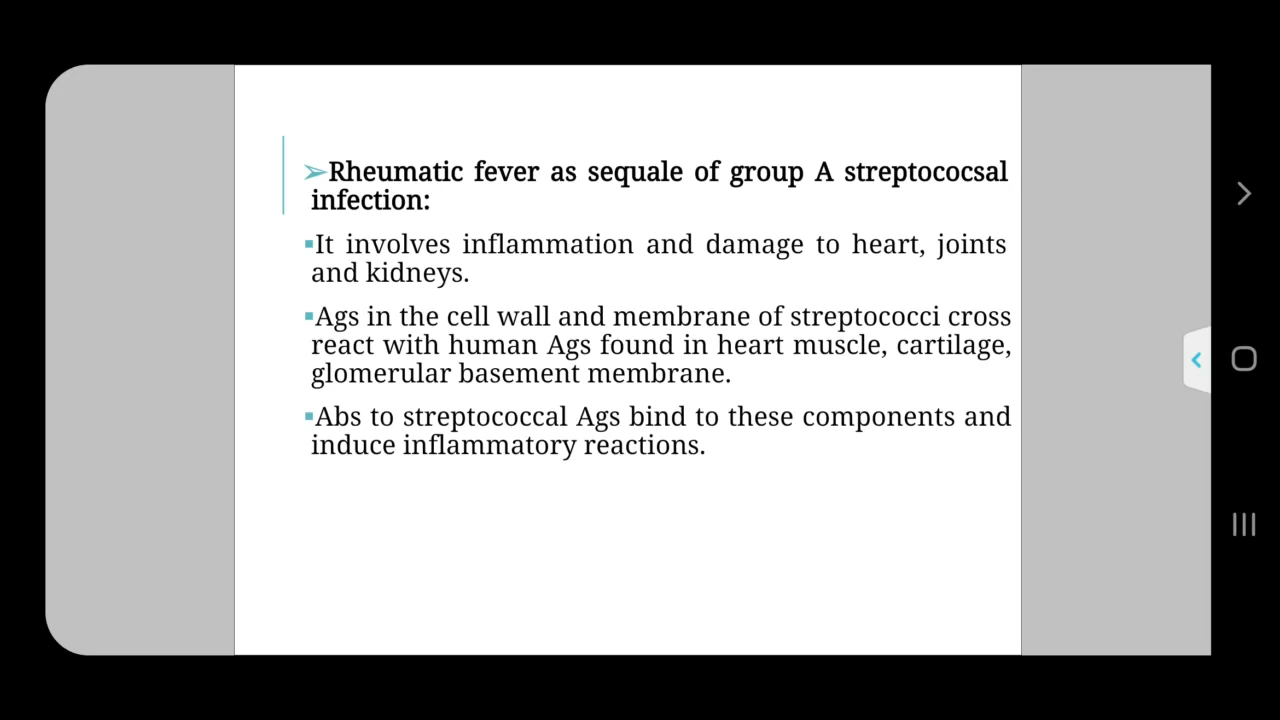 ➢Rheumatic fever as sequale of group A streptococsal
infection:
▪It involves inflammation and damage to heart, joints
and kidneys.
▪Ags in the cell wall and membrane of streptococci cross
react with human Ags found in heart muscle, cartilage,
glomerular basement membrane.
▪Abs to streptococcal Ags bind to these components and
induce inflammatory reactions.